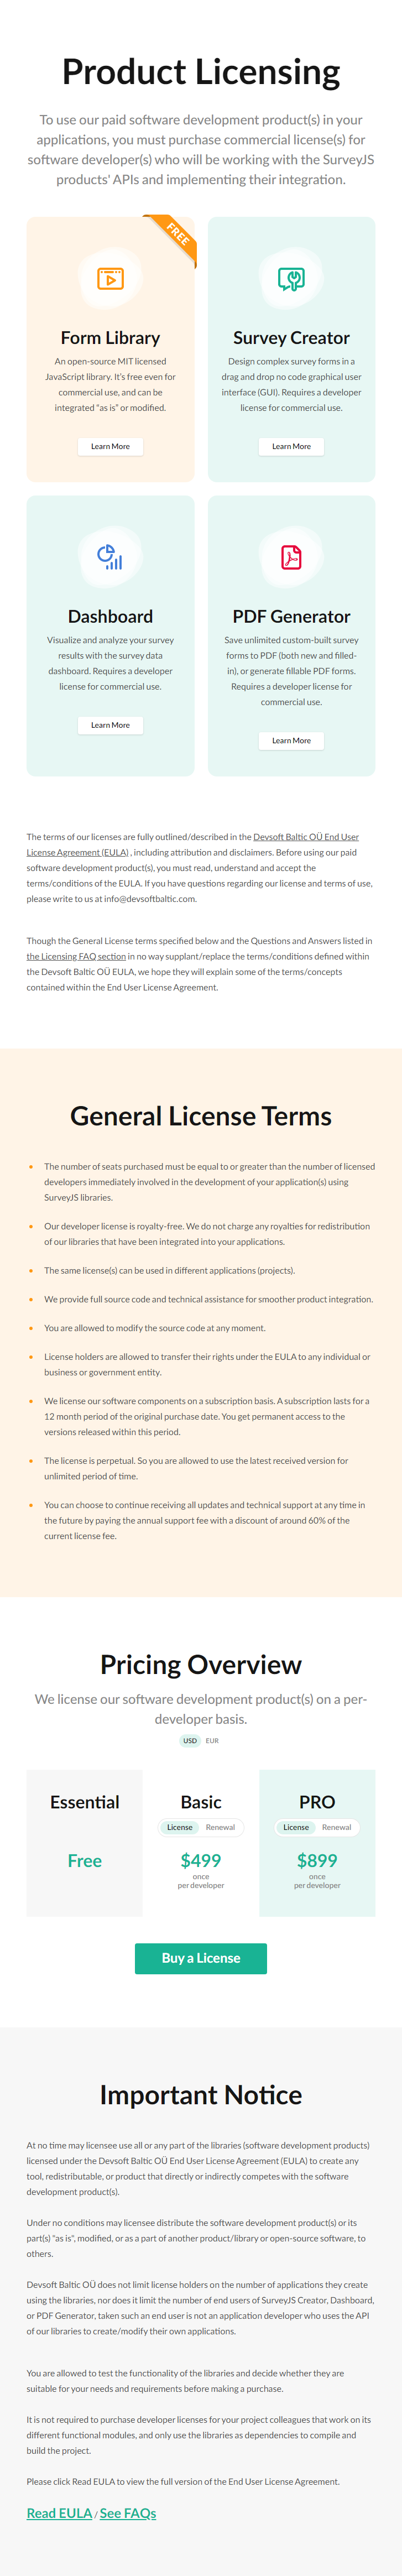 Product Licensing
To use our paid software development product(s) in your
applications, you must purchase commercial license(s) for
software developer(s) who will be working with the SurveyJS
products' APIs and implementing their integration.
FREE
Form Library
An open-source MIT licensed
JavaScript library. It's free even for
commercial use, and can be
integrated "as is" or modified.
Learn More
Survey Creator
Design complex survey forms in a
drag and drop no code graphical user
interface (GUI). Requires a developer
license for commercial use.
Learn More
Dashboard
Visualize and analyze your survey
results with the survey data
dashboard. Requires a developer
license for commercial use.
Learn More
PDF Generator
Save unlimited custom-built survey
forms to PDF (both new and filled-
in), or generate fillable PDF forms.
Requires a developer license for
commercial use.
Learn More
The terms of our licenses are fully outlined/described in the Devsoft Baltic OÜ End User
License Agreement (EULA) , including attribution and disclaimers. Before using our paid
software development product(s), you must read, understand and accept the
terms/conditions of the EULA. If you have questions regarding our license and terms of use,
please write to us at info@devsoftbaltic.com.
Though the General License terms specified below and the Questions and Answers listed in
the Licensing FAQ section in no way supplant/replace the terms/conditions defined within
the Devsoft Baltic OÜ EULA, we hope they will explain some of the terms/concepts
contained within the End User License Agreement.
General License Terms
• The number of seats purchased must be equal to or greater than the number of licensed
developers immediately involved in the development of your application(s) using
SurveyJS libraries.
• Our developer license is royalty-free. We do not charge any royalties for redistribution
of our libraries that have been integrated into your applications.
• The same license(s) can be used in different applications (projects).
• We provide full source code and technical assistance for smoother product integration.
• You are allowed to modify the source code at any moment.
• License holders are allowed to transfer their rights under the EULA to any individual or
business or government entity.
• We license our software components on a subscription basis. A subscription lasts for a
12 month period of the original purchase date. You get permanent access to the
versions released within this period.
• The license is perpetual. So you are allowed to use the latest received version for
unlimited period of time.
• You can choose to continue receiving all updates and technical support at any time in
the future by paying the annual support fee with a discount of around 60% of the
current license fee.
Pricing Overview
We license our software development product(s) on a per-
developer basis.
USD EUR
Essential
Free
Basic
License Renewal
$499
once
per developer
PRO
License Renewal
$899
once
per developer
Buy a License
Important Notice
At no time may licensee use all or any part of the libraries (software development products)
licensed under the Devsoft Baltic OÜ End User License Agreement (EULA) to create any
tool, redistributable, or product that directly or indirectly competes with the software
development product(s).
Under no conditions may licensee distribute the software development product(s) or its
part(s) "as is", modified, or as a part of another product/library or open-source software, to
others.
Devsoft Baltic OÜ does not limit license holders on the number of applications they create
using the libraries, nor does it limit the number of end users of SurveyJS Creator, Dashboard,
or PDF Generator, taken such an end user is not an application developer who uses the API
of our libraries to create/modify their own applications.
You are allowed to test the functionality of the libraries and decide whether they are
suitable for your needs and requirements before making a purchase.
It is not required to purchase developer licenses for your project colleagues that work on its
different functional modules, and only use the libraries as dependencies to compile and
build the project.
Please click Read EULA to view the full version of the End User License Agreement.
Read EULA / See FAQs